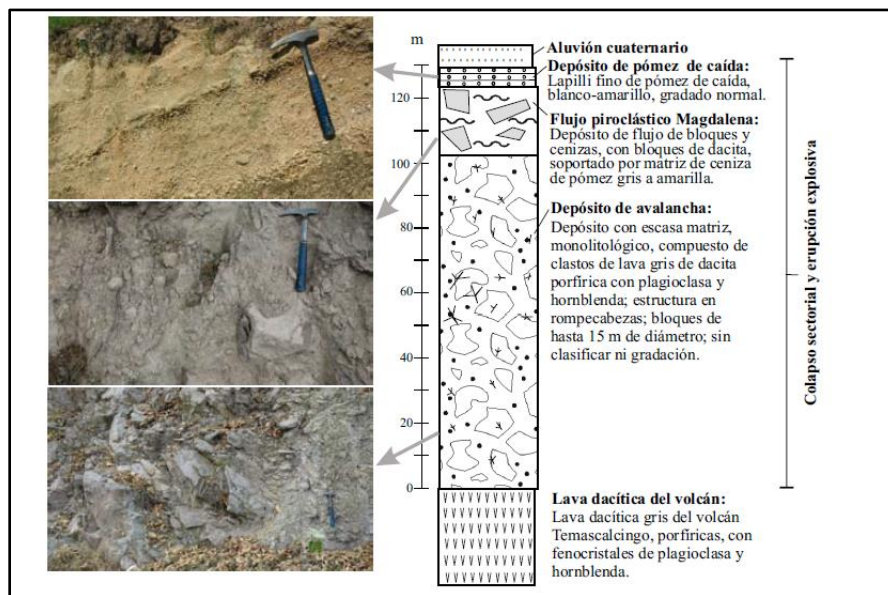 m
120
100
80
60
40
20
0
Aluvión cuaternario
Depósito de pómez de caída:
Lapilli fino de pómez de caída,
blanco-amarillo, gradado normal.
Flujo piroclástico Magdalena:
Depósito de flujo de bloques y
cenizas, con bloques de dacita,
soportado por matriz de ceniza
de pómez gris a amarilla.
Depósito de avalancha:
Depósito con escasa matriz,
monolitológico, compuesto de
clastos de lava gris de dacita
porfirica con plagioclasa y
hornblenda; estructura en
rompecabezas; bloques de
hasta 15 m de diámetro; sin
clasificar ni gradación.
Lava dacítica del volcán:
Lava dacítica gris del volcán
Temascalcingo, porfíricas, con
fenocristales de plagioclasa y
hornblenda.
Colapso sectorial y erupción explosiva